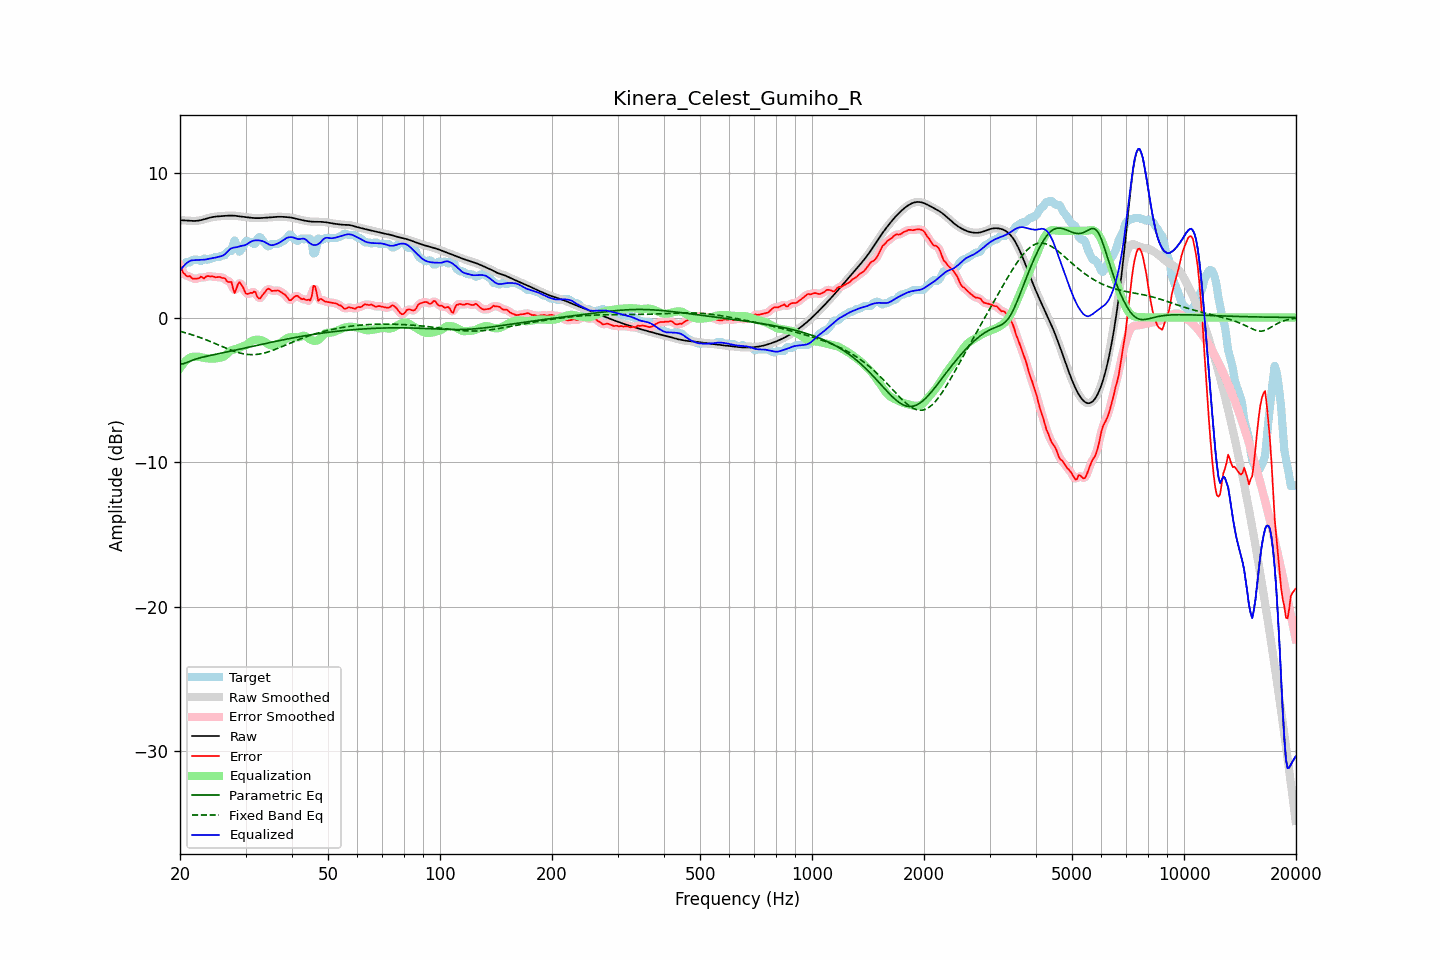 Kinera_Celest_Gumiho_R
Amplitude (dBr)
10
0
−10
−20
−30
Target
Raw Smoothed
Error Smoothed
Raw
Error
Equalization
Parametric Eq
Fixed Band Eq
Equalized
20 50 100 200 500 1000 2000 5000 10000 20000
Frequency (Hz)